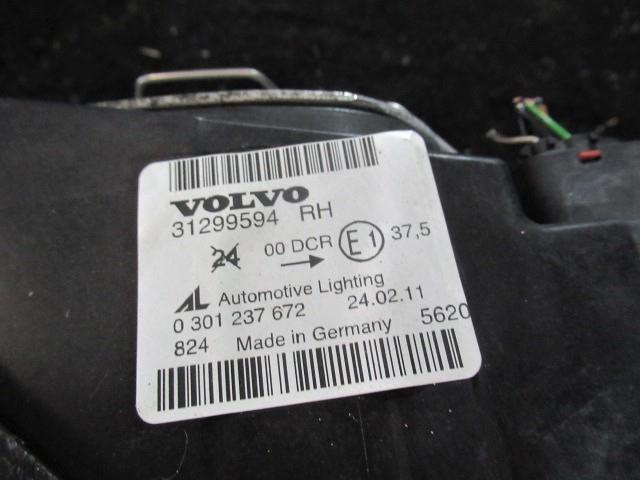 VOLVO
31299594 RH
24 00 DCR E1 37,5
AL Automotive Lighting
0 301 237 672 24.02.11
824 Made in Germany 5620